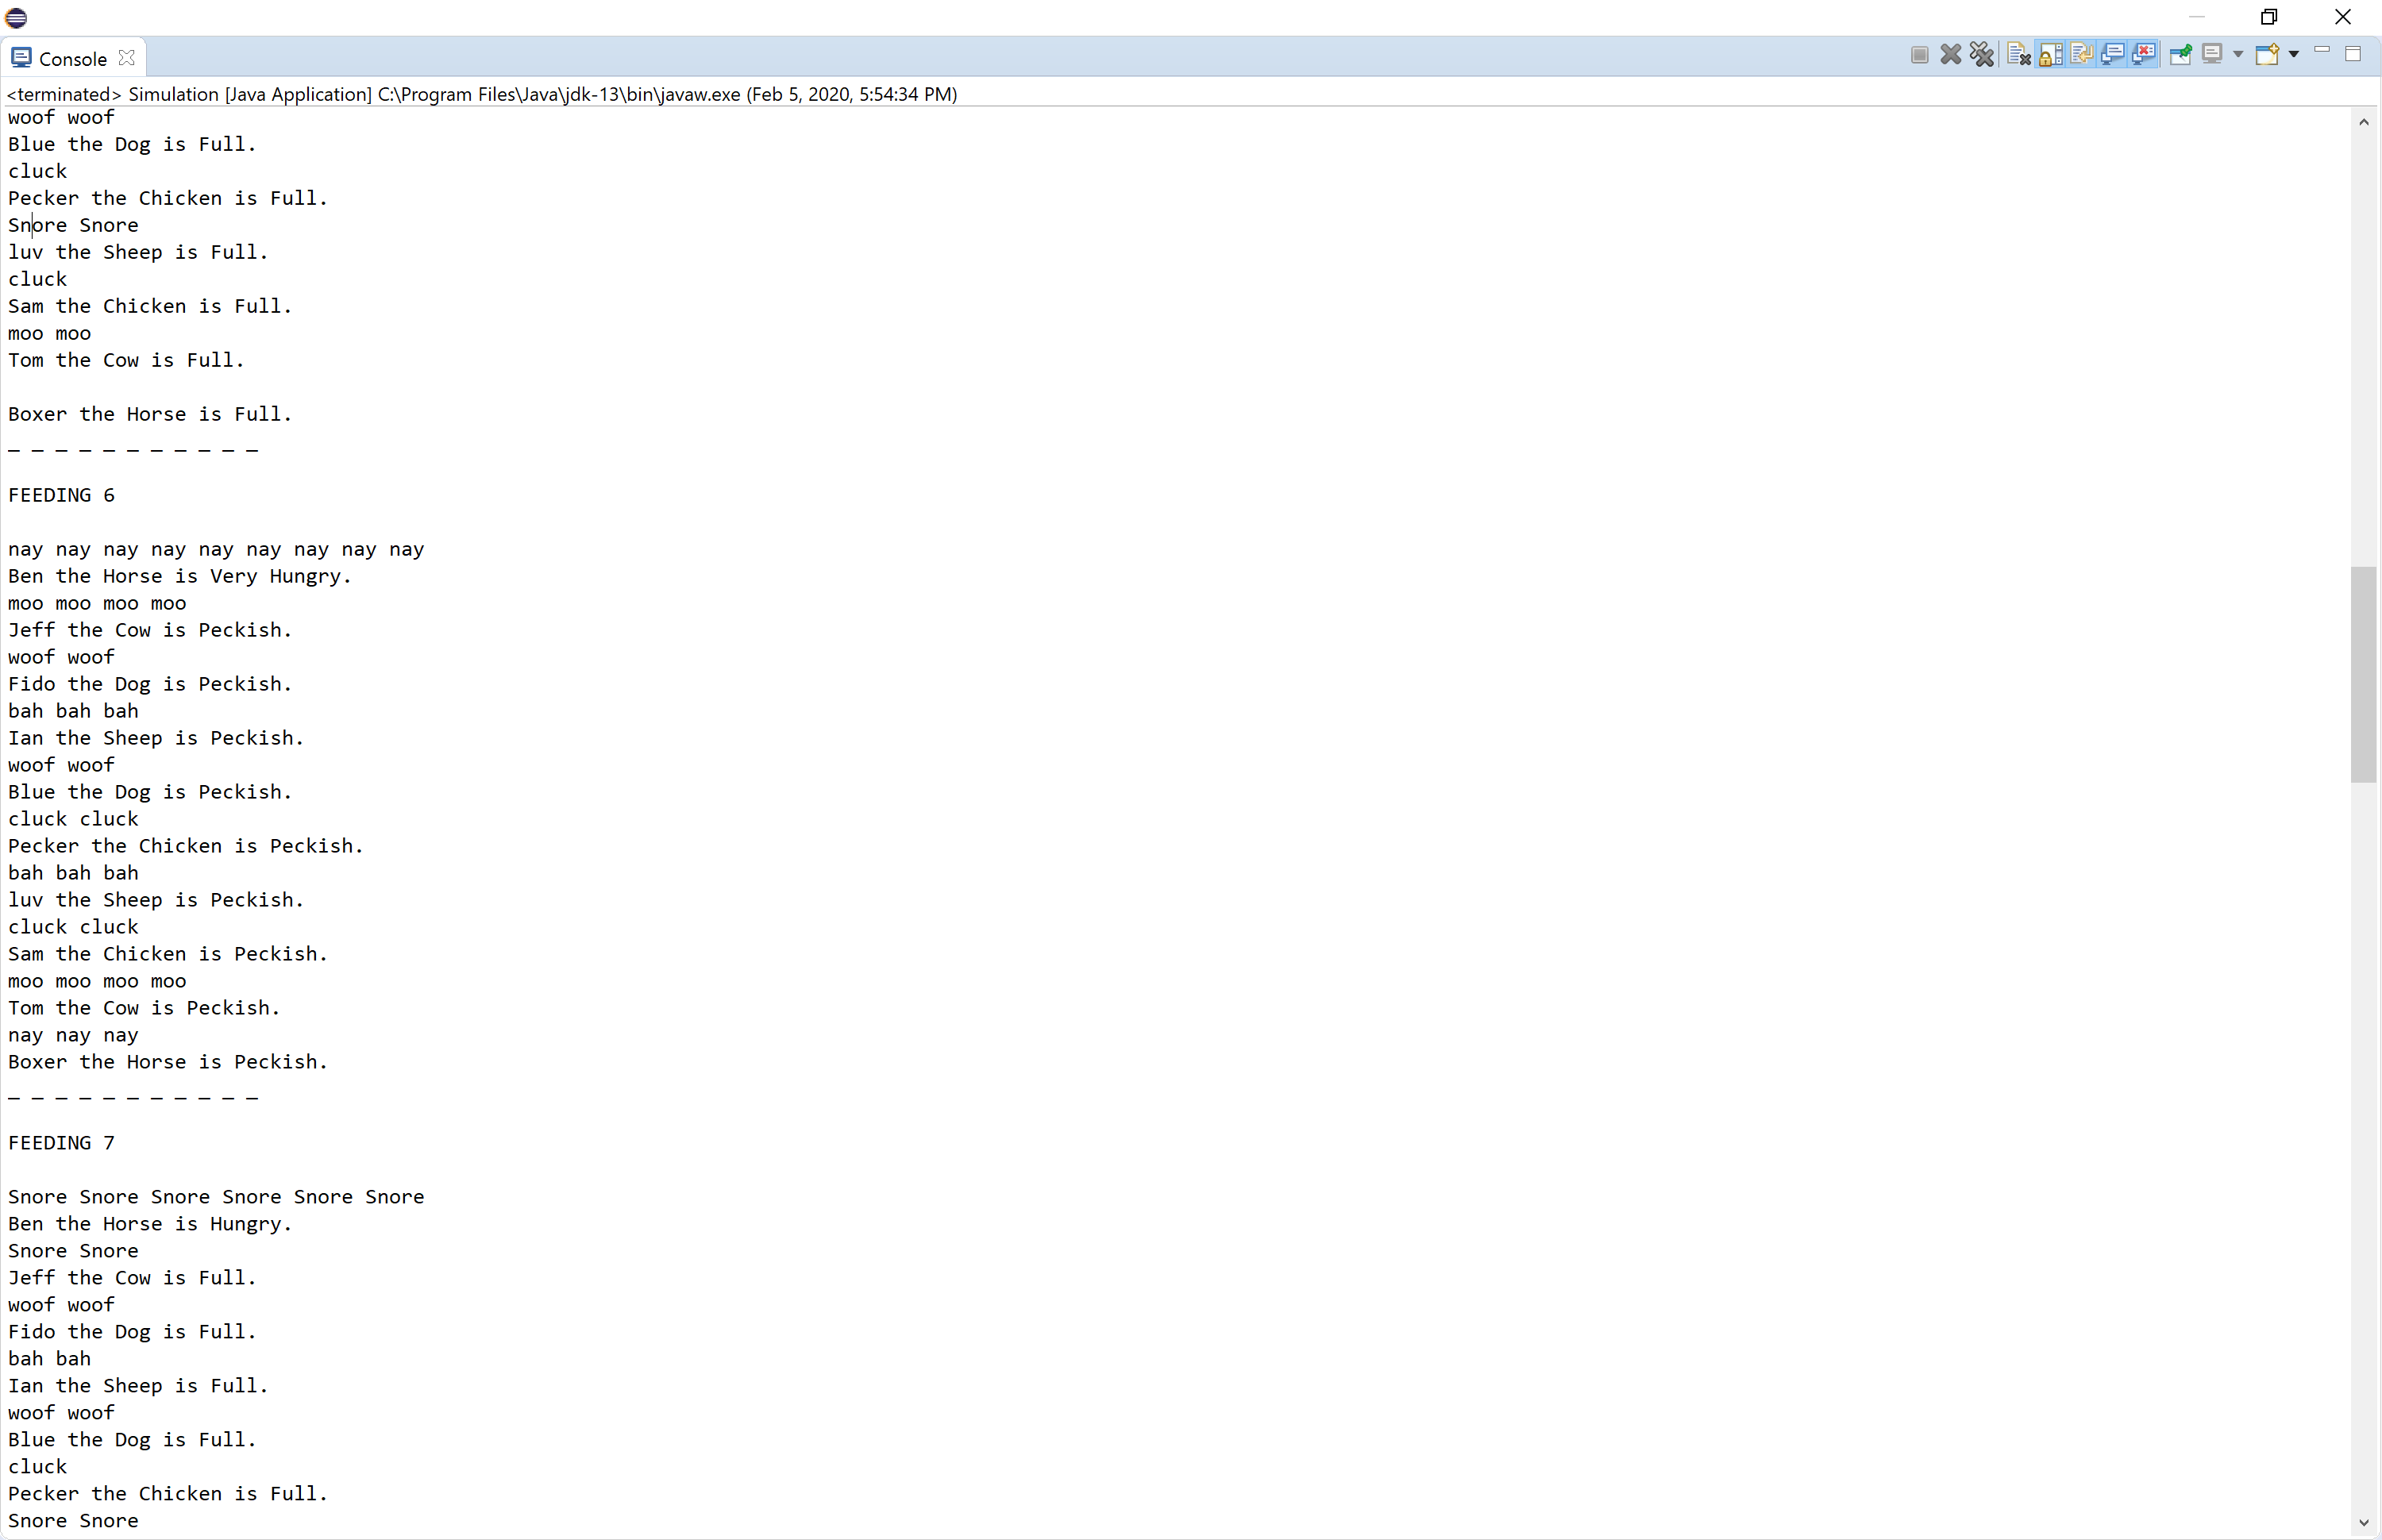 Console
<terminated> Simulation [Java Application] C:\Program Files\Java\jdk-13\bin\javaw.exe (Feb 5, 2020, 5:54:34 PM)
woof woof
Blue the Dog is Full.
cluck
Pecker the Chicken is Full.
Snore Snore
luv the Sheep is Full.
cluck
Sam the Chicken is Full.
moo moo
Tom the Cow is Full.
Boxer the Horse is Full.
_ _ _ _ _ _ _ _ _ _ _
FEEDING 6
nay nay nay nay nay nay nay nay nay
Ben the Horse is Very Hungry.
moo moo moo moo
Jeff the Cow is Peckish.
woof woof
Fido the Dog is Peckish.
bah bah bah
Ian the Sheep is Peckish.
woof woof
Blue the Dog is Peckish.
cluck cluck
Pecker the Chicken is Peckish.
bah bah bah
luv the Sheep is Peckish.
cluck cluck
Sam the Chicken is Peckish.
moo moo moo moo
Tom the Cow is Peckish.
nay nay nay
Boxer the Horse is Peckish.
_ _ _ _ _ _ _ _ _ _ _
FEEDING 7
Snore Snore Snore Snore Snore Snore
Ben the Horse is Hungry.
Snore Snore
Jeff the Cow is Full.
woof woof
Fido the Dog is Full.
bah bah
Ian the Sheep is Full.
woof woof
Blue the Dog is Full.
cluck
Pecker the Chicken is Full.
Snore Snore